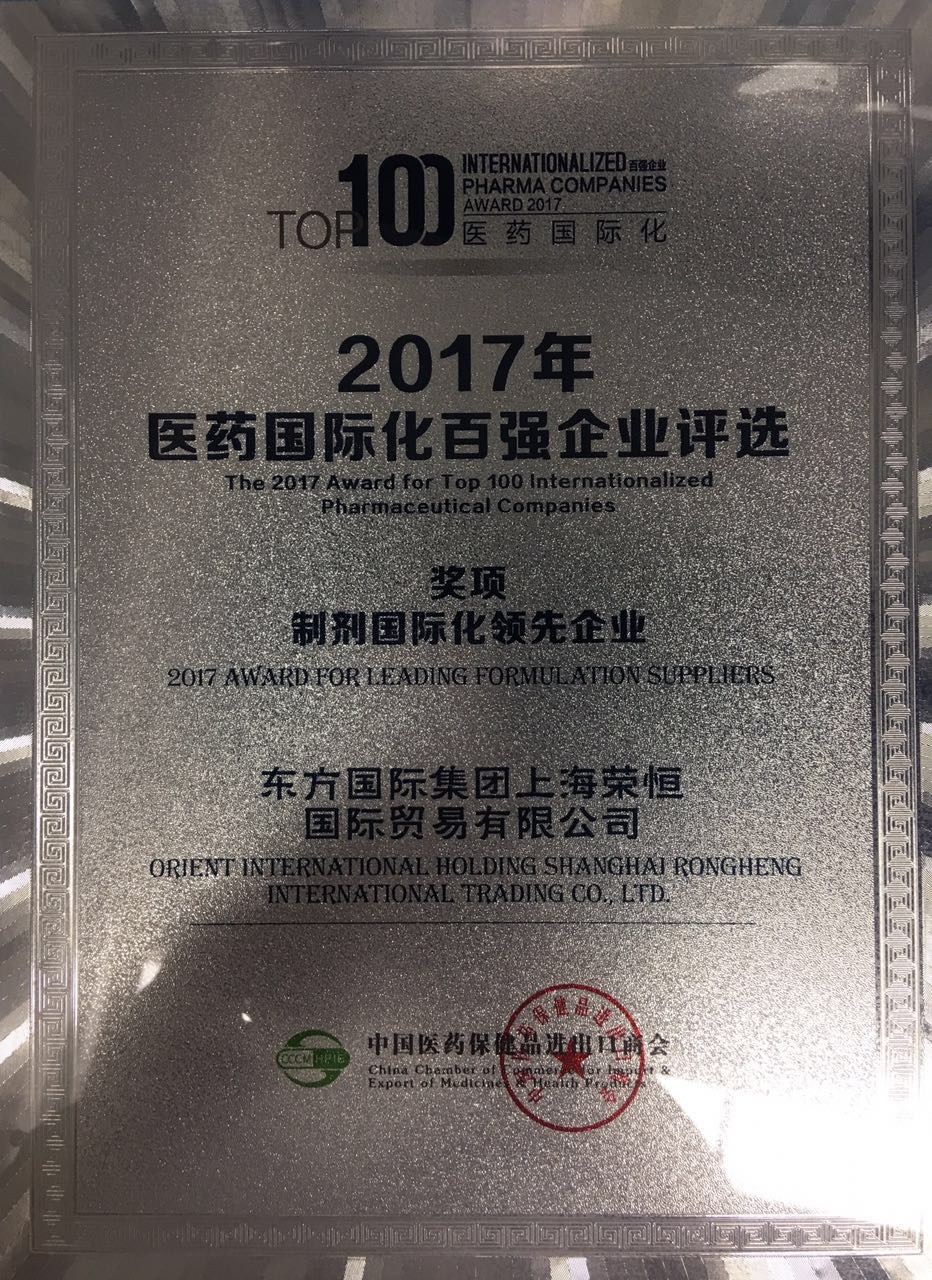 TOP 100 INTERNATIONALIZED 百强企业
PHARMA COMPANIES
AWARD 2017
医药国际化
2017年
医药国际化百强企业评选
The 2017 Award for Top 100 Internationalized
Pharmaceutical Companies
奖项
制剂国际化领先企业
2017 AWARD FOR LEADING FORMULATION SUPPLIERS
东方国际集团上海荣恒
国际贸易有限公司
ORIENT INTERNATIONAL HOLDING SHANGHAI RONGHENG
INTERNATIONAL TRADING CO., LTD.
CCCMHPIE
中国医药保健品进出口商会
China Chamber of Commerce for Import &
Export of Medicines & Health Products